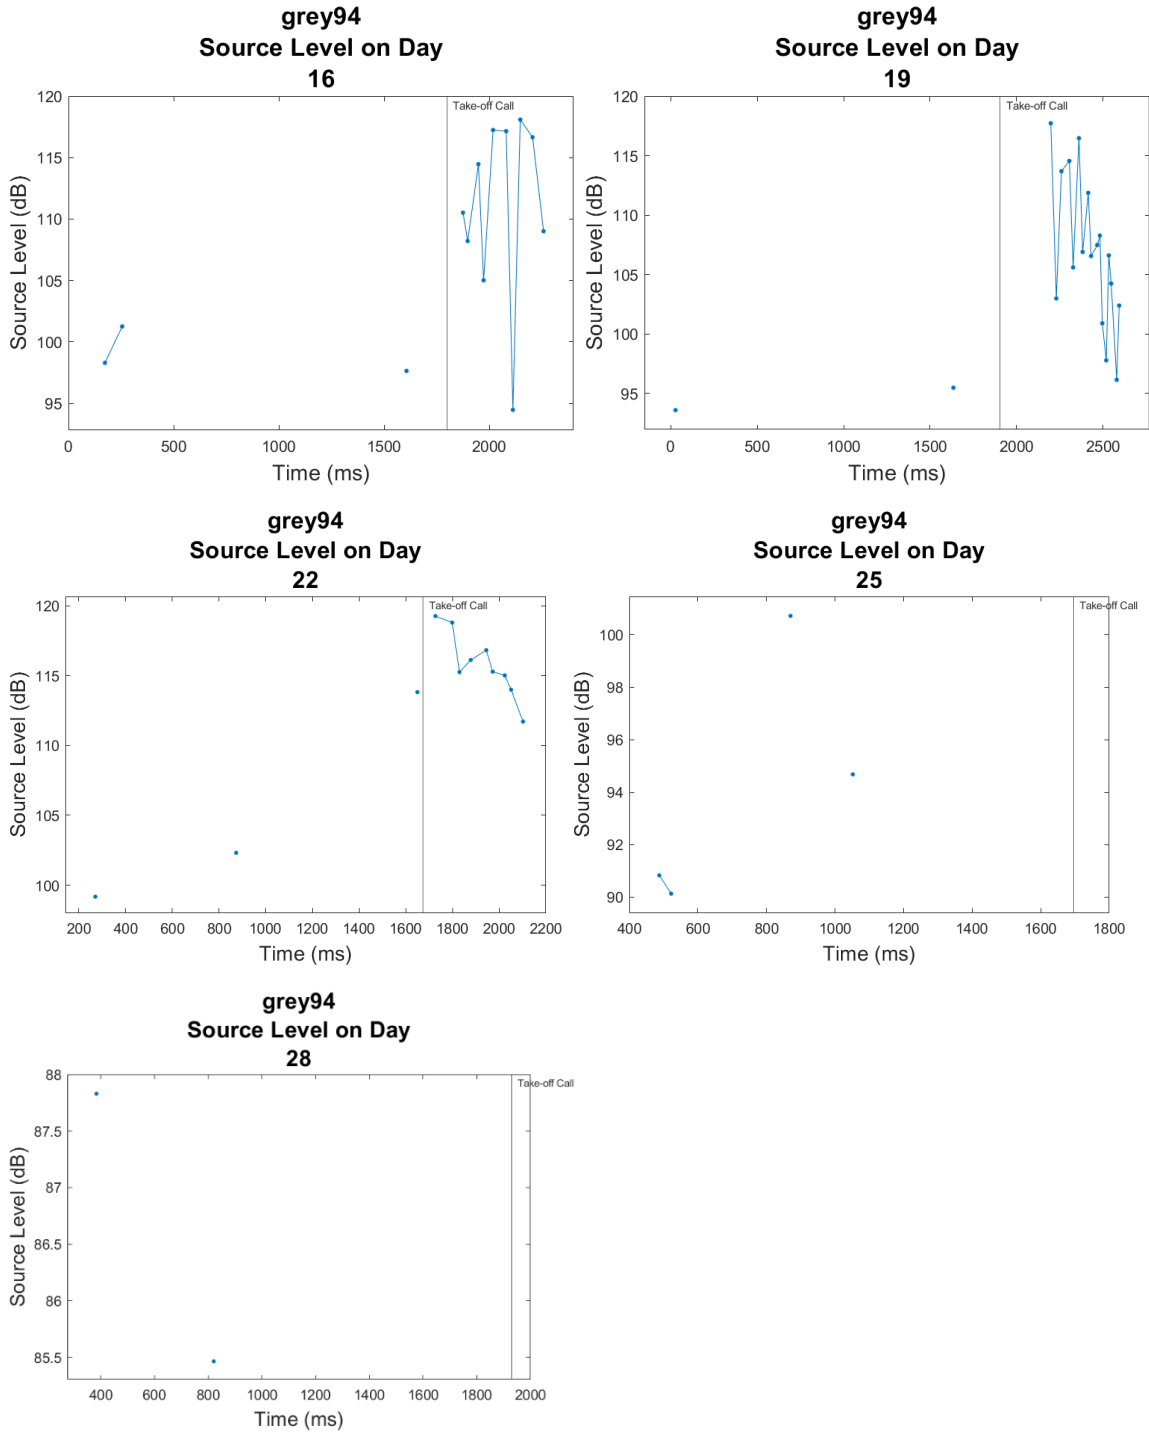 grey94
Source Level on Day
16
120
115
110
105
100
95
Source Level (dB)
Take-off Call
0
500
1000
1500
2000
Time (ms)
grey94
Source Level on Day
19
120
115
110
105
100
95
Source Level (dB)
Take-off Call
0
500
1000
1500
2000
2500
Time (ms)
grey94
Source Level on Day
22
120
115
110
105
100
Source Level (dB)
Take-off Call
200
400
600
800
1000
1200
1400
1600
1800
2000
2200
Time (ms)
grey94
Source Level on Day
25
100
98
96
94
92
90
Source Level (dB)
Take-off Call
400
600
800
1000
1200
1400
1600
1800
Time (ms)
grey94
Source Level on Day
28
88
87.5
87
86.5
86
85.5
Source Level (dB)
Take-off Call
400
600
800
1000
1200
1400
1600
1800
2000
Time (ms)